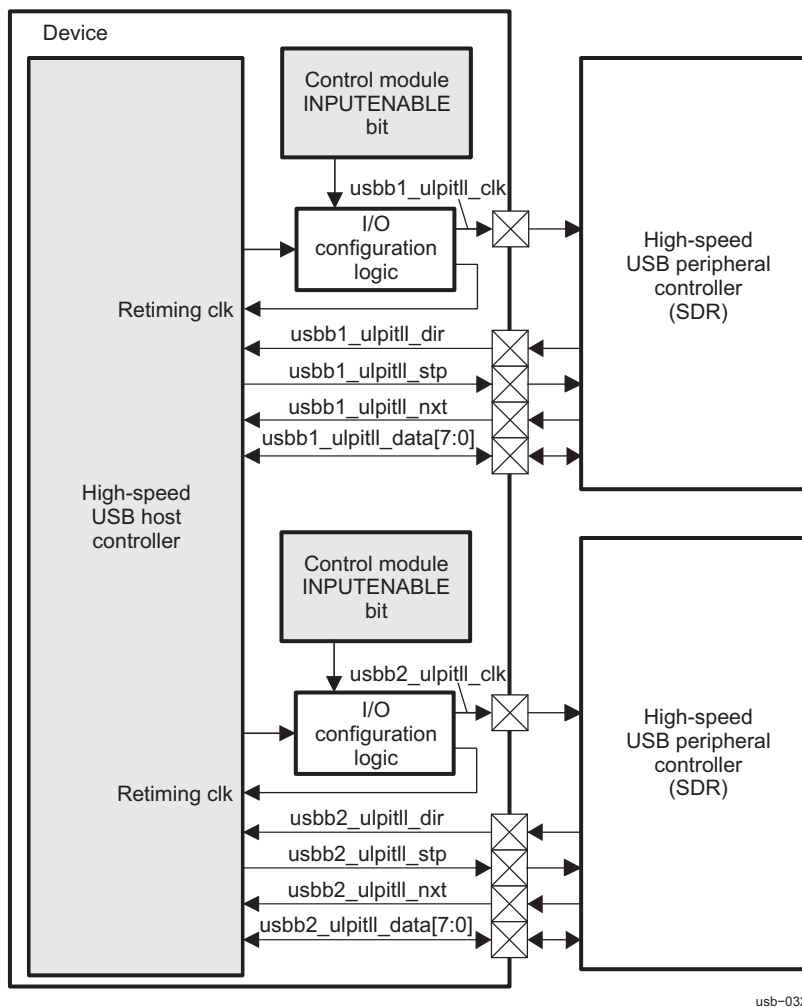 Device
Control module
INPUTENABLE
bit
usbb1_ulpitll_clk
I/O
configuration
logic
High-speed
USB peripheral
controller
(SDR)
Retiming clk
usbb1_ulpitll_dir
usbb1_ulpitll_stp
usbb1_ulpitll_nxt
usbb1_ulpitll_data[7:0]
High-speed
USB host
controller
Control module
INPUTENABLE
bit
usbb2_ulpitll_clk
I/O
configuration
logic
High-speed
USB peripheral
controller
(SDR)
Retiming clk
usbb2_ulpitll_dir
usbb2_ulpitll_stp
usbb2_ulpitll_nxt
usbb2_ulpitll_data[7:0]
usb-032